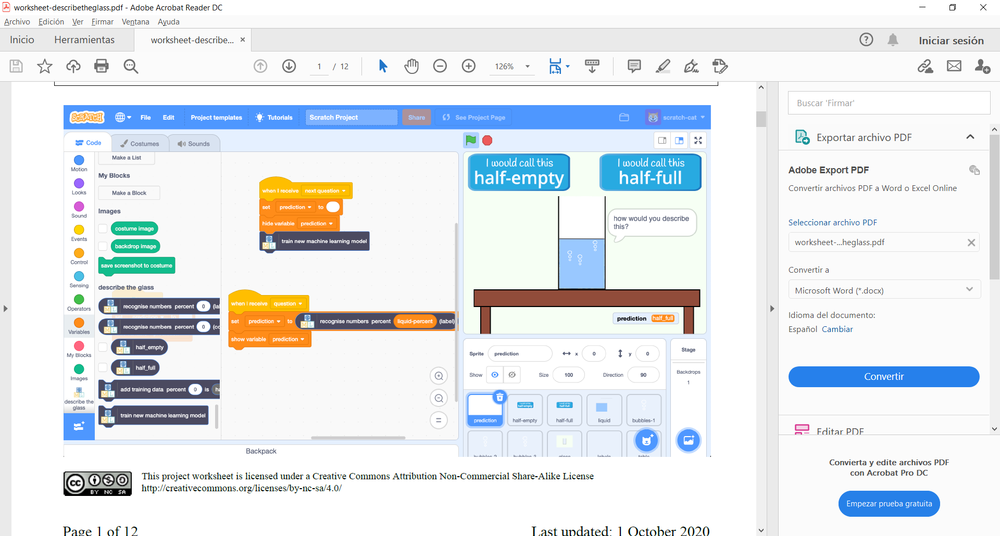 worksheet-describetheglass.pdf - Adobe Acrobat Reader DC
Archivo Edición Ver Firmar Ventana Ayuda
Inicio Herramientas worksheet-describe... Iniciar sesión
1 / 12 126%
SCRATCH File Edit Project templates Tutorials Scratch Project Share See Project Page scratch-cat
Code Costumes Sounds
Motion
Looks
Sound
Events
Control
Sensing
Operators
Variables
My Blocks
Images
describe the
glass
Make a List
My Blocks
Make a Block
Images
costume image
backdrop image
save screenshot to costume
describe the glass
ML recognise numbers percent 0 (la
ML recognise numbers percent 0 (co
ML half_empty
ML half_full
ML add training data percent 0 is ha
ML train new machine learning model
when I receive next question
set prediction to
hide variable prediction
ML train new machine learning model
when I receive question
set prediction to ML recognise numbers percent liquid-percent (label)
show variable prediction
Backpack
I would call this
half-empty
I would call this
half-full
how would you describe
this?
prediction half_full
Sprite prediction x 0 y 0
Show Size 100 Direction 90
Stage
Backdrops
1
prediction half-empty half-full liquid bubbles-1
bubbles-2 bubbles-3 glass labels table
CC BY NC SA
This project worksheet is licensed under a Creative Commons Attribution Non-Commercial Share-Alike License
http://creativecommons.org/licenses/by-nc-sa/4.0/
Page 1 of 12 Last updated: 1 October 2020
Buscar 'Firmar'
Exportar archivo PDF
Adobe Export PDF
Convertir archivos PDF a Word o Excel Online
Seleccionar archivo PDF
worksheet-...heglass.pdf
Convertir a
Microsoft Word (*.docx)
Idioma del documento:
Español Cambiar
Convertir
Editar PDF
Convierta y edite archivos PDF
con Acrobat Pro DC
Empezar prueba gratuita